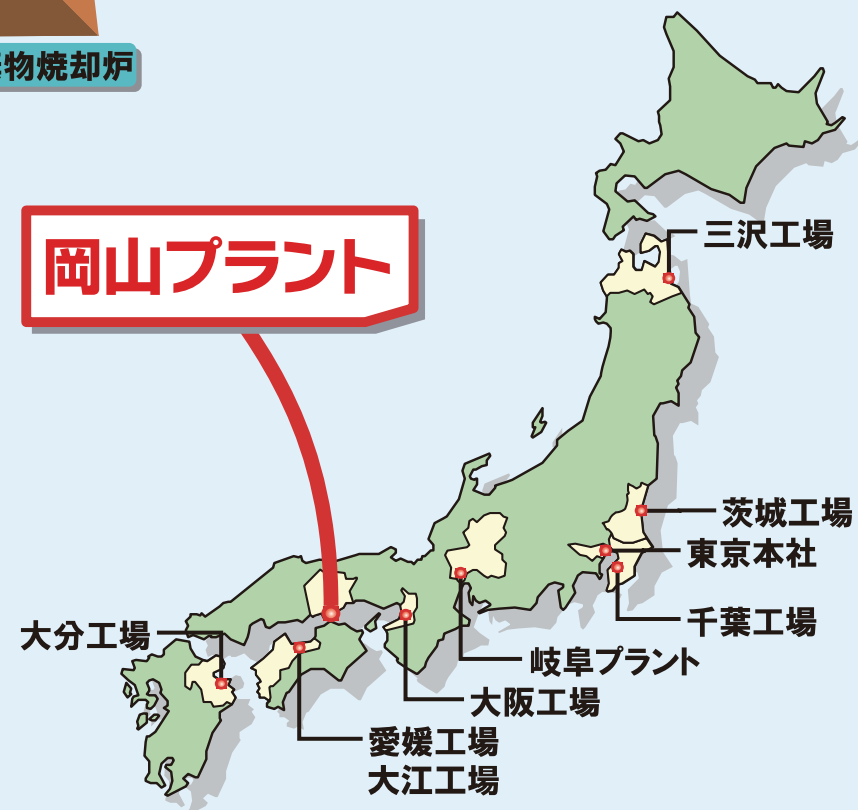 物焼却炉
岡山プラント
三沢工場
茨城工場
東京本社
千葉工場
岐阜プラント
大阪工場
愛媛工場
大江工場
大分工場